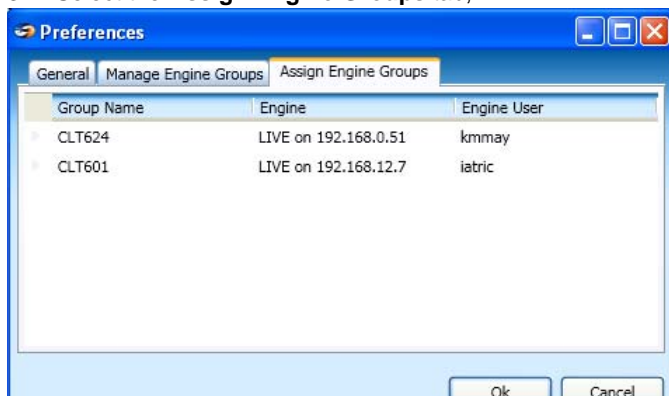 Preferences
General Manage Engine Groups Assign Engine Groups
Group Name Engine Engine User
CLT624 LIVE on 192.168.0.51 kmmay
CLT601 LIVE on 192.168.12.7 iatric
Ok Cancel